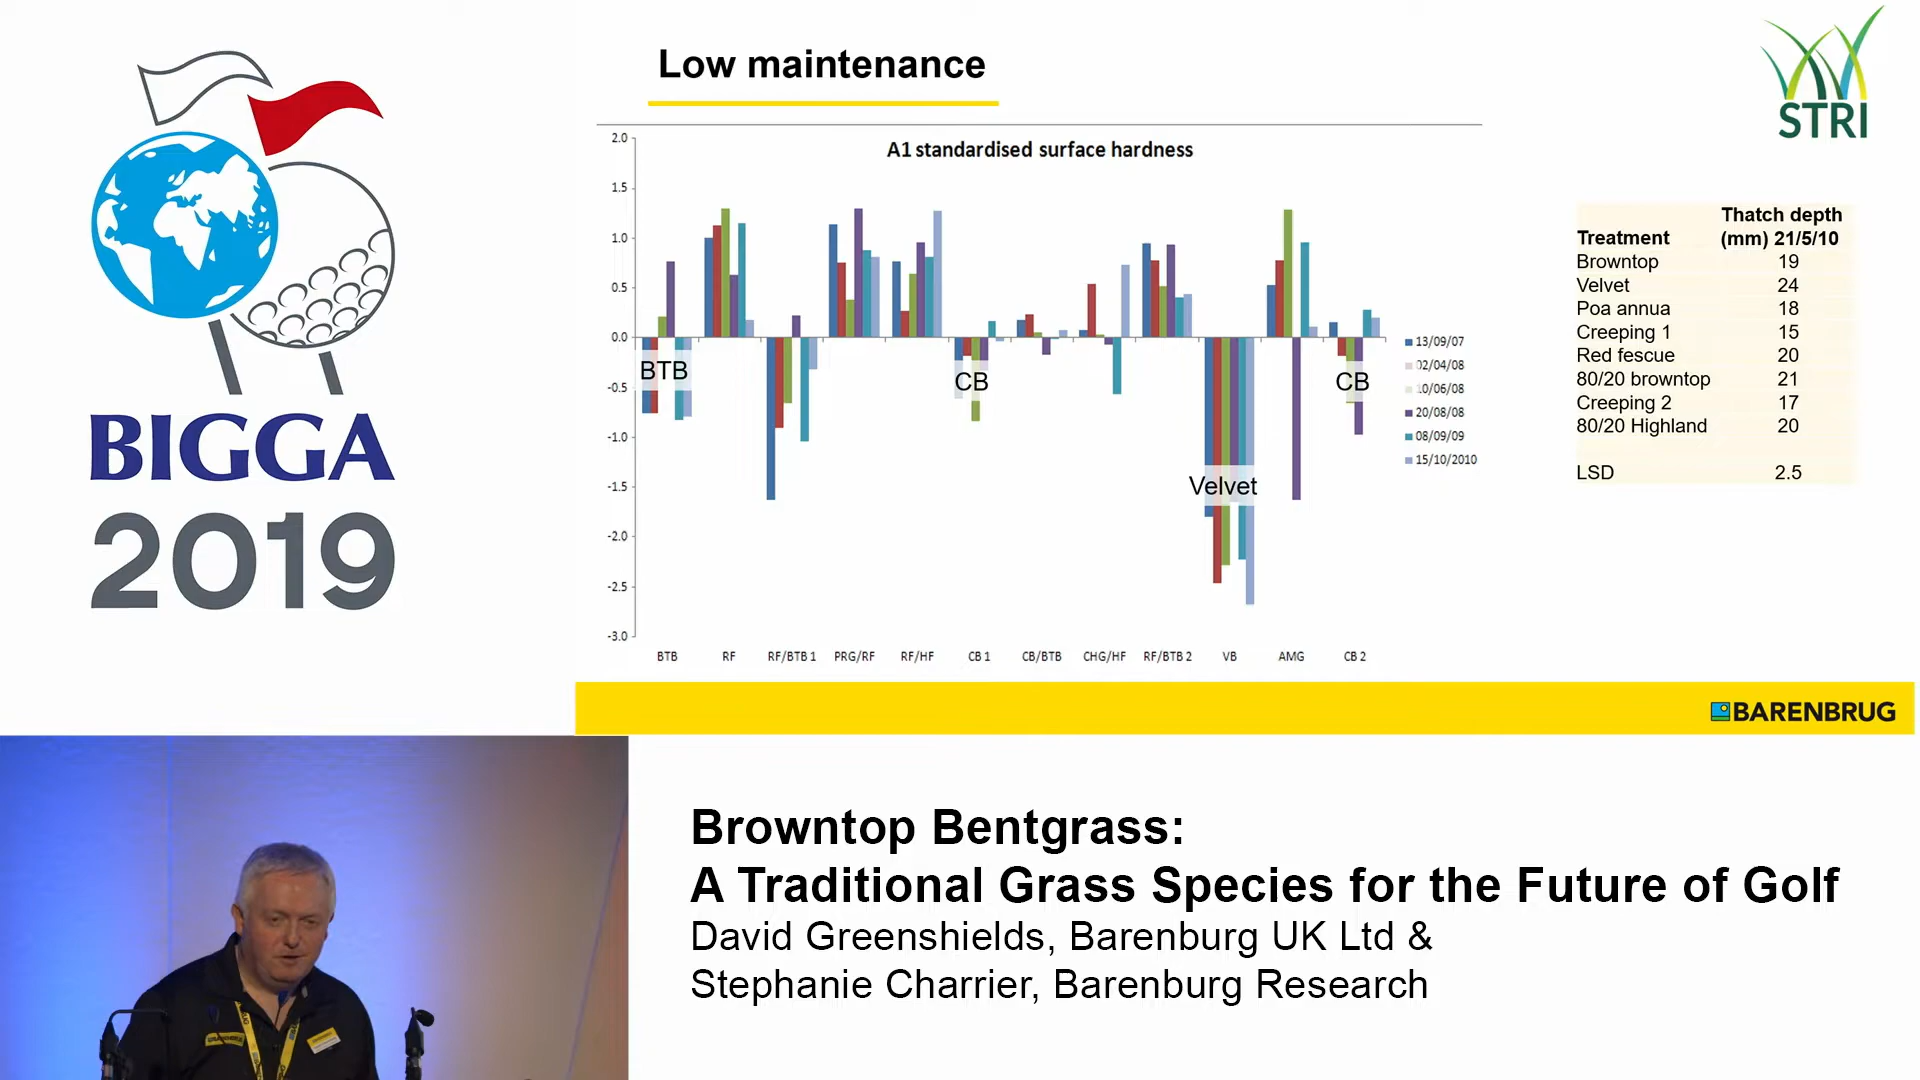 BIGGA
2019
Low maintenance
STRI
A1 standardised surface hardness
2.0
1.5
1.0
0.5
0.0
-0.5
-1.0
-1.5
-2.0
-2.5
-3.0
BTB
CB
Velvet
CB
13/09/07
02/04/08
10/06/08
20/08/08
08/09/09
15/10/2010
BTB RF RF/BTB 1 PRG/RF RF/HF CB 1 CB/BTB CHG/HF RF/BTB 2 VB AMG CB 2
Thatch depth
Treatment (mm) 21/5/10
Browntop 19
Velvet 24
Poa annua 18
Creeping 1 15
Red fescue 20
80/20 browntop 21
Creeping 2 17
80/20 Highland 20
LSD 2.5
BARENBRUG
Browntop Bentgrass:
A Traditional Grass Species for the Future of Golf
David Greenshields, Barenburg UK Ltd &
Stephanie Charrier, Barenburg Research